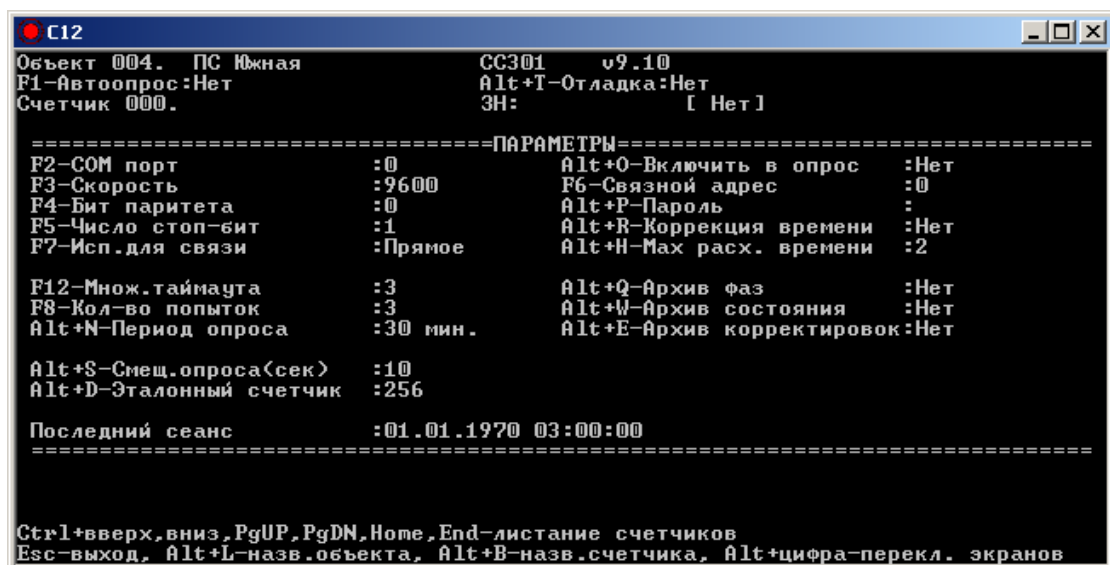 C12
Объект 004. ПС Южная CC301 v9.10
F1-Автоопрос:Нет Alt+T-Отладка:Нет
Счетчик 000. ЗН: [ Нет]
==================================ПАРАМЕТРЫ===================================
F2-COM порт :0 Alt+O-Включить в опрос :Нет
F3-Скорость :9600 F6-Связной адрес :0
F4-Бит паритета :0 Alt+P-Пароль :
F5-Число стоп-бит :1 Alt+R-Коррекция времени :Нет
F7-Исп.для связи :Прямое Alt+H-Max расх. времени :2
F12-Множ.таймаута :3 Alt+Q-Архив фаз :Нет
F8-Кол-во попыток :3 Alt+W-Архив состояния :Нет
Alt+N-Период опроса :30 мин. Alt+E-Архив корректировок:Нет
Alt+S-Смещ.опроса(сек) :10
Alt+D-Эталонный счетчик :256
Последний сеанс :01.01.1970 03:00:00
==============================================================================
Ctrl+вверх,вниз,PgUP,PgDN,Home,End-листание счетчиков
Esc-выход, Alt+L-назв.объекта, Alt+B-назв.счетчика, Alt+цифра-перекл. экранов